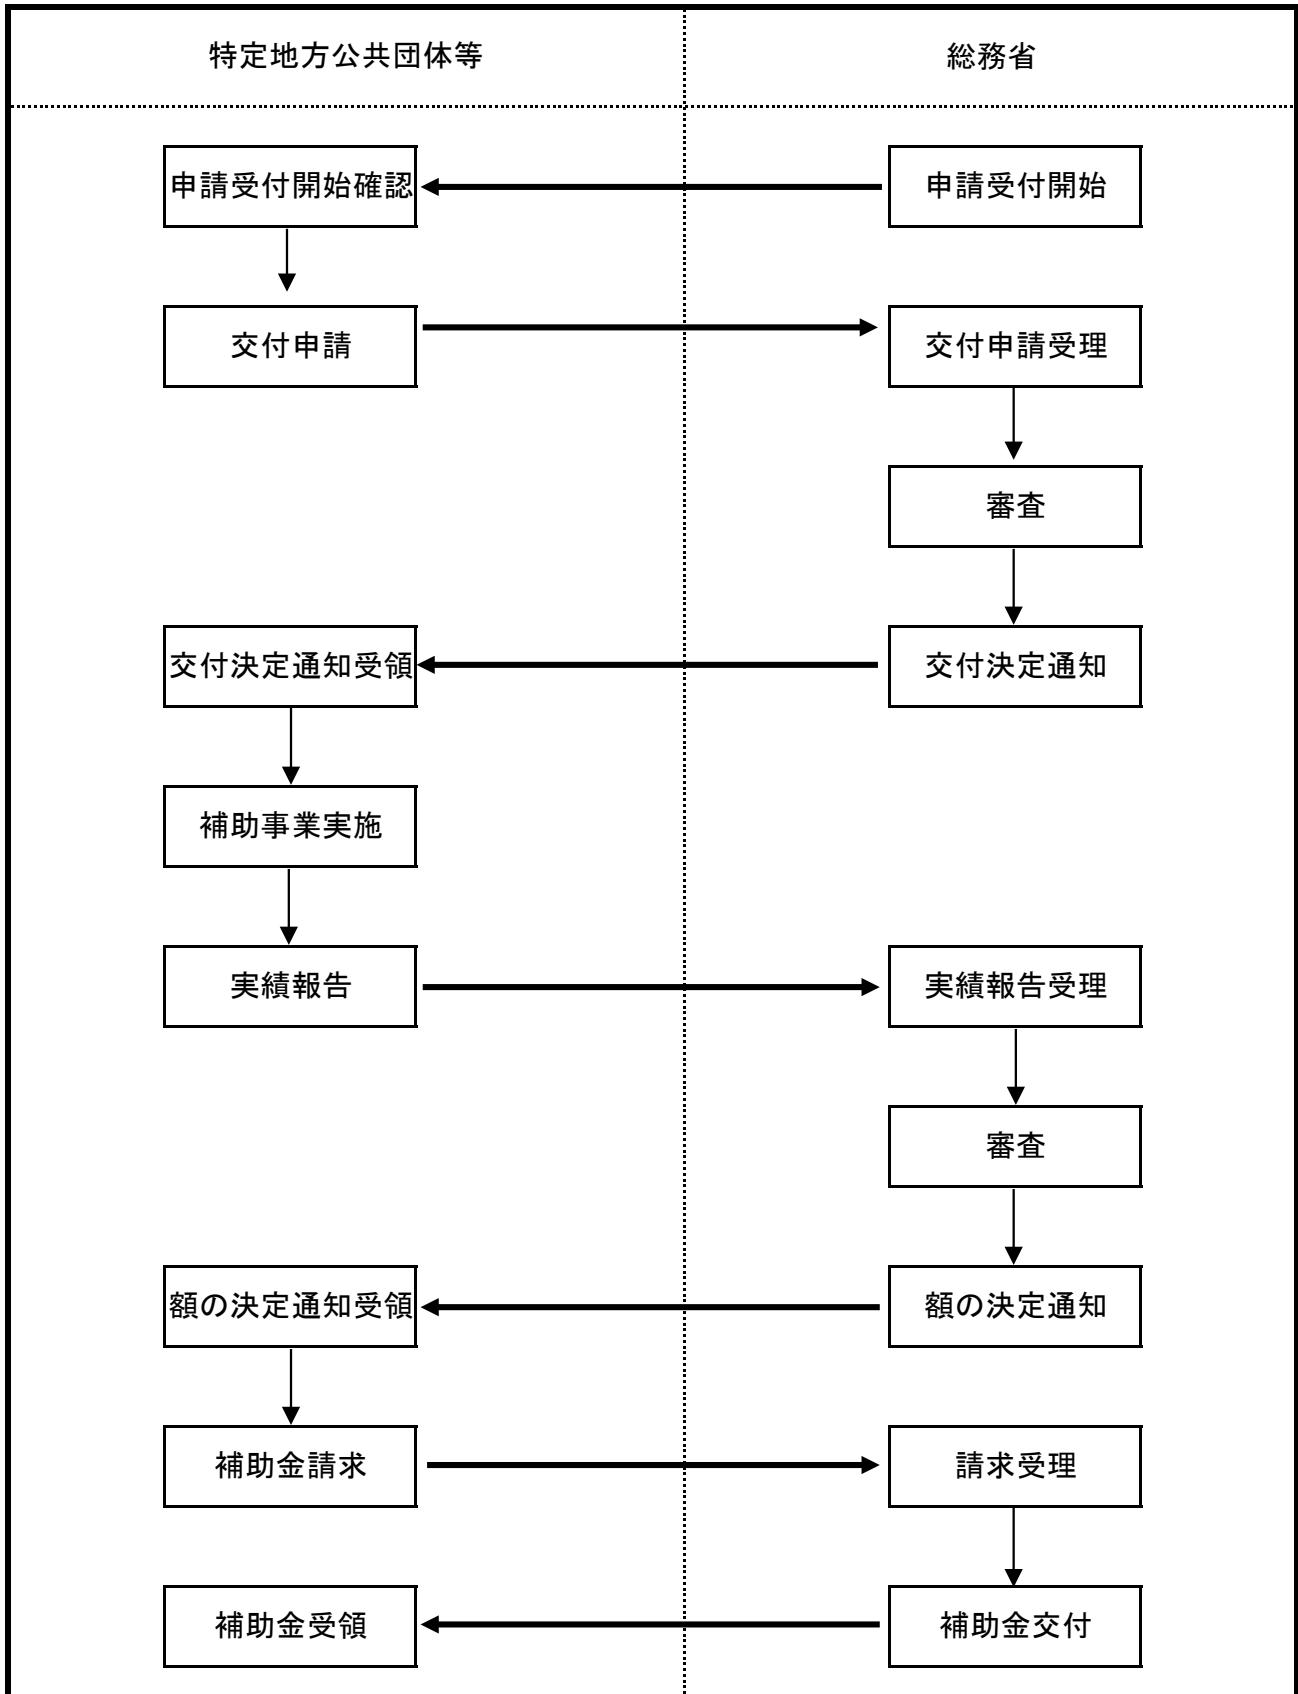 特定地方公共団体等
総務省
申請受付開始確認
申請受付開始
交付申請
交付申請受理
審査
交付決定通知受領
交付決定通知
補助事業実施
実績報告
実績報告受理
審査
額の決定通知受領
額の決定通知
補助金請求
請求受理
補助金受領
補助金交付